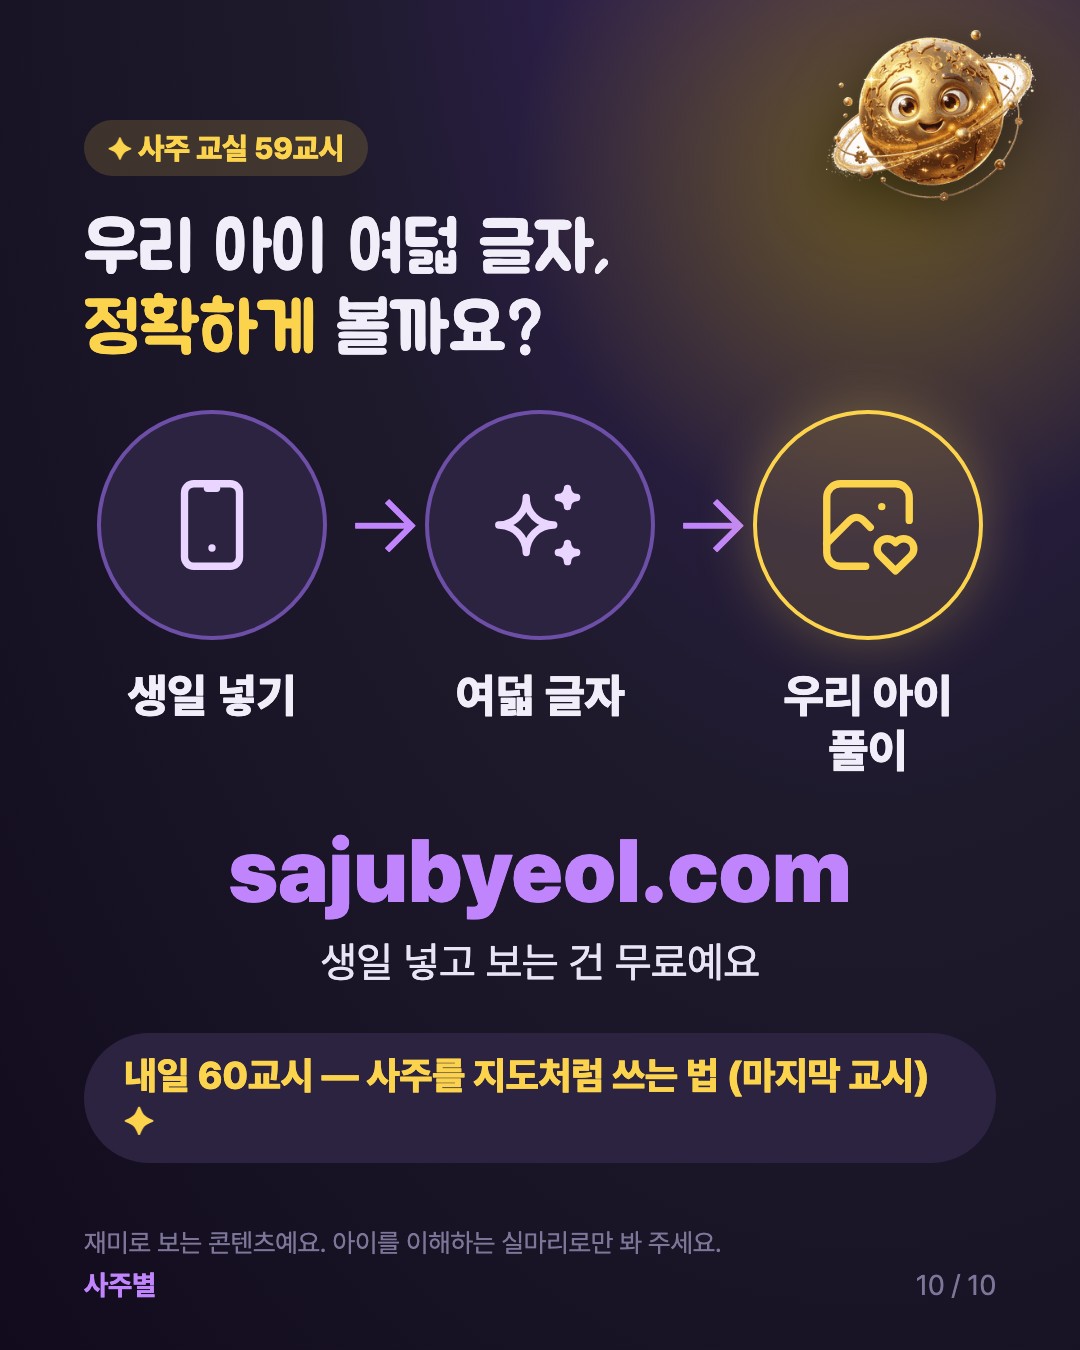 ✦ 사주 교실 59교시
우리 아이 여덟 글자,
정확하게 볼까요?
생일 넣기
여덟 글자
우리 아이
풀이
sajubyeol.com
생일 넣고 보는 건 무료예요
내일 60교시 — 사주를 지도처럼 쓰는 법 (마지막 교시)
✦
재미로 보는 콘텐츠예요. 아이를 이해하는 실마리로만 봐 주세요.
사주별
10 / 10